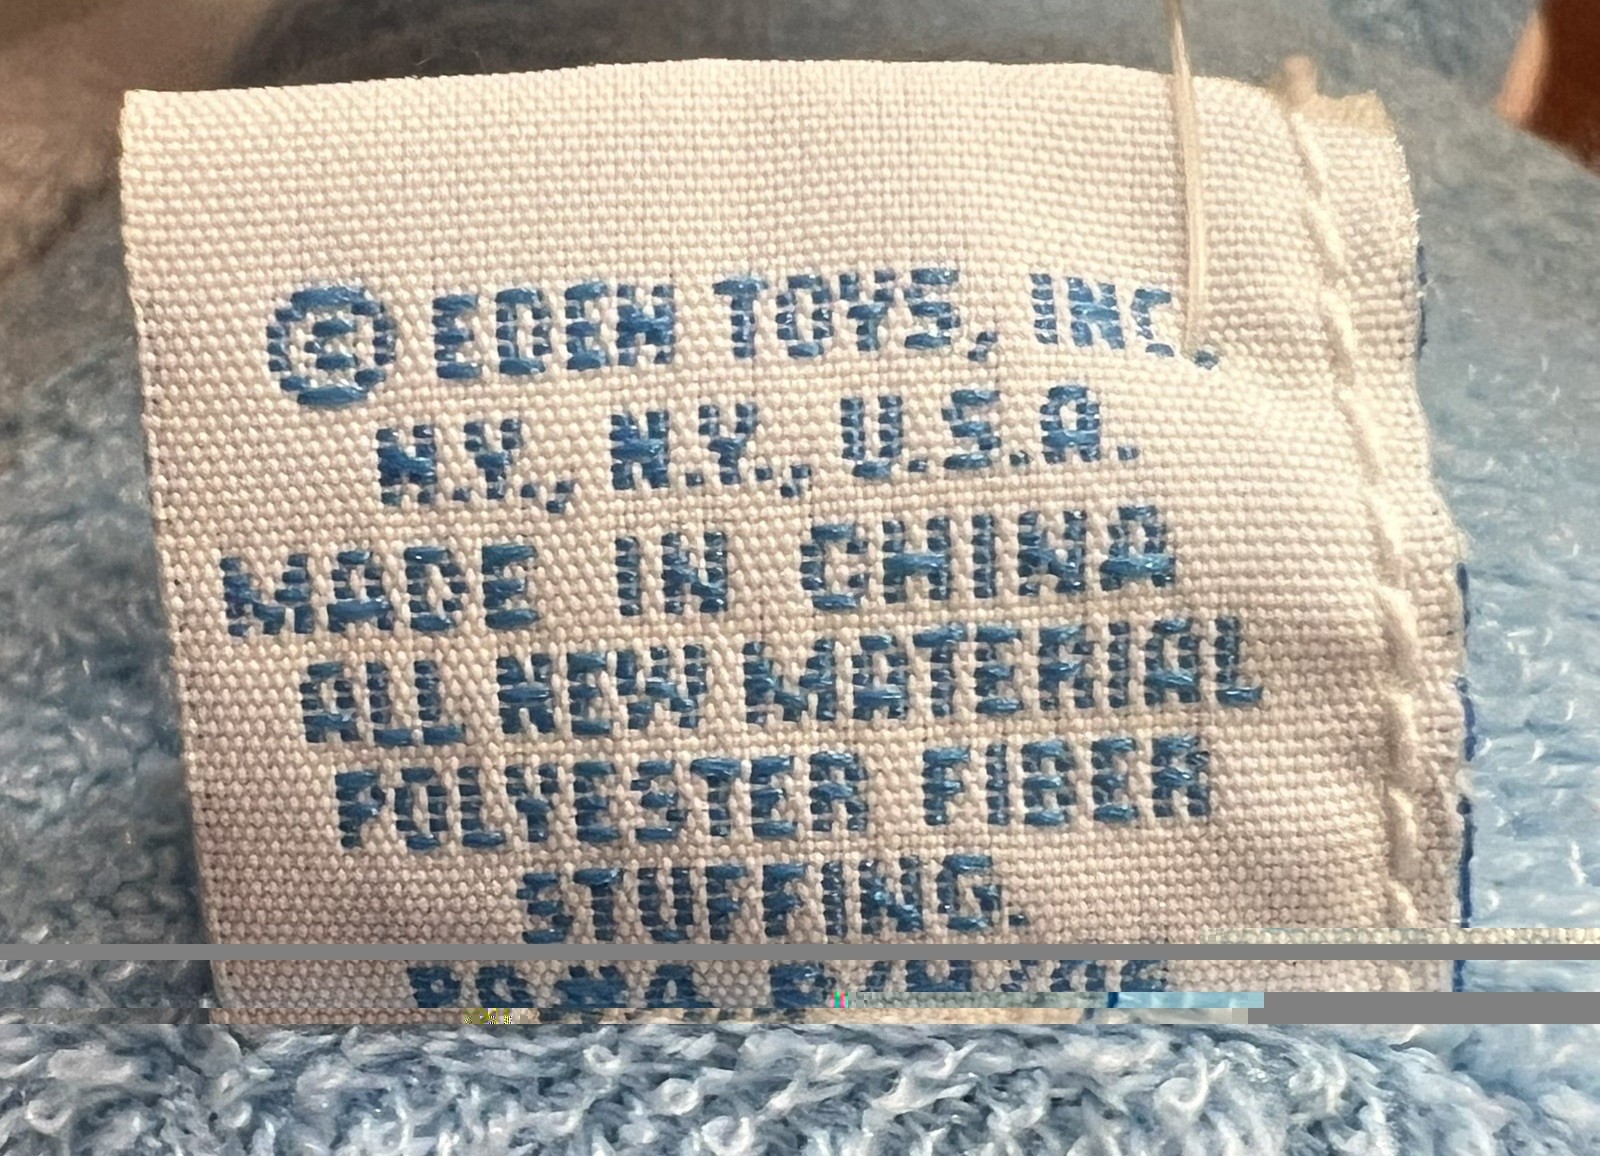 © EDEN TOYS, INC.
N.Y., N.Y., U.S.A.
MADE IN CHINA
ALL NEW MATERIAL
POLYESTER FIBER
STUFFING.